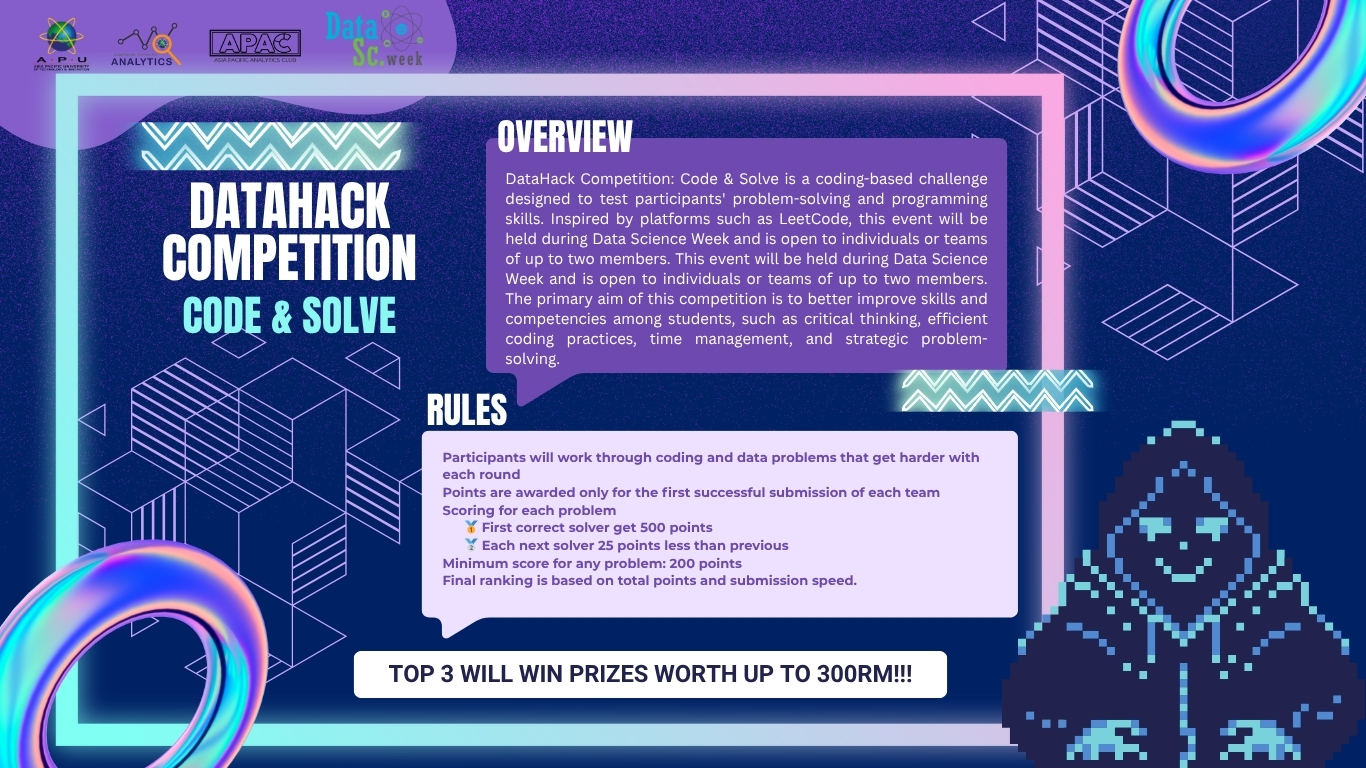 A · P · U
ASIA PACIFIC UNIVERSITY
OF TECHNOLOGY & INNOVATION
ANALYTICS
APAC
ASIA PACIFIC ANALYTICS CLUB
Data
Sc.week
DATAHACK
COMPETITION
CODE & SOLVE
OVERVIEW
DataHack Competition: Code & Solve is a coding-based challenge
designed to test participants' problem-solving and programming
skills. Inspired by platforms such as LeetCode, this event will be
held during Data Science Week and is open to individuals or teams
of up to two members. This event will be held during Data Science
Week and is open to individuals or teams of up to two members.
The primary aim of this competition is to better improve skills and
competencies among students, such as critical thinking, efficient
coding practices, time management, and strategic problem-
solving.
RULES
Participants will work through coding and data problems that get harder with
each round
Points are awarded only for the first successful submission of each team
Scoring for each problem
🥇 First correct solver get 500 points
🥈 Each next solver 25 points less than previous
Minimum score for any problem: 200 points
Final ranking is based on total points and submission speed.
TOP 3 WILL WIN PRIZES WORTH UP TO 300RM!!!